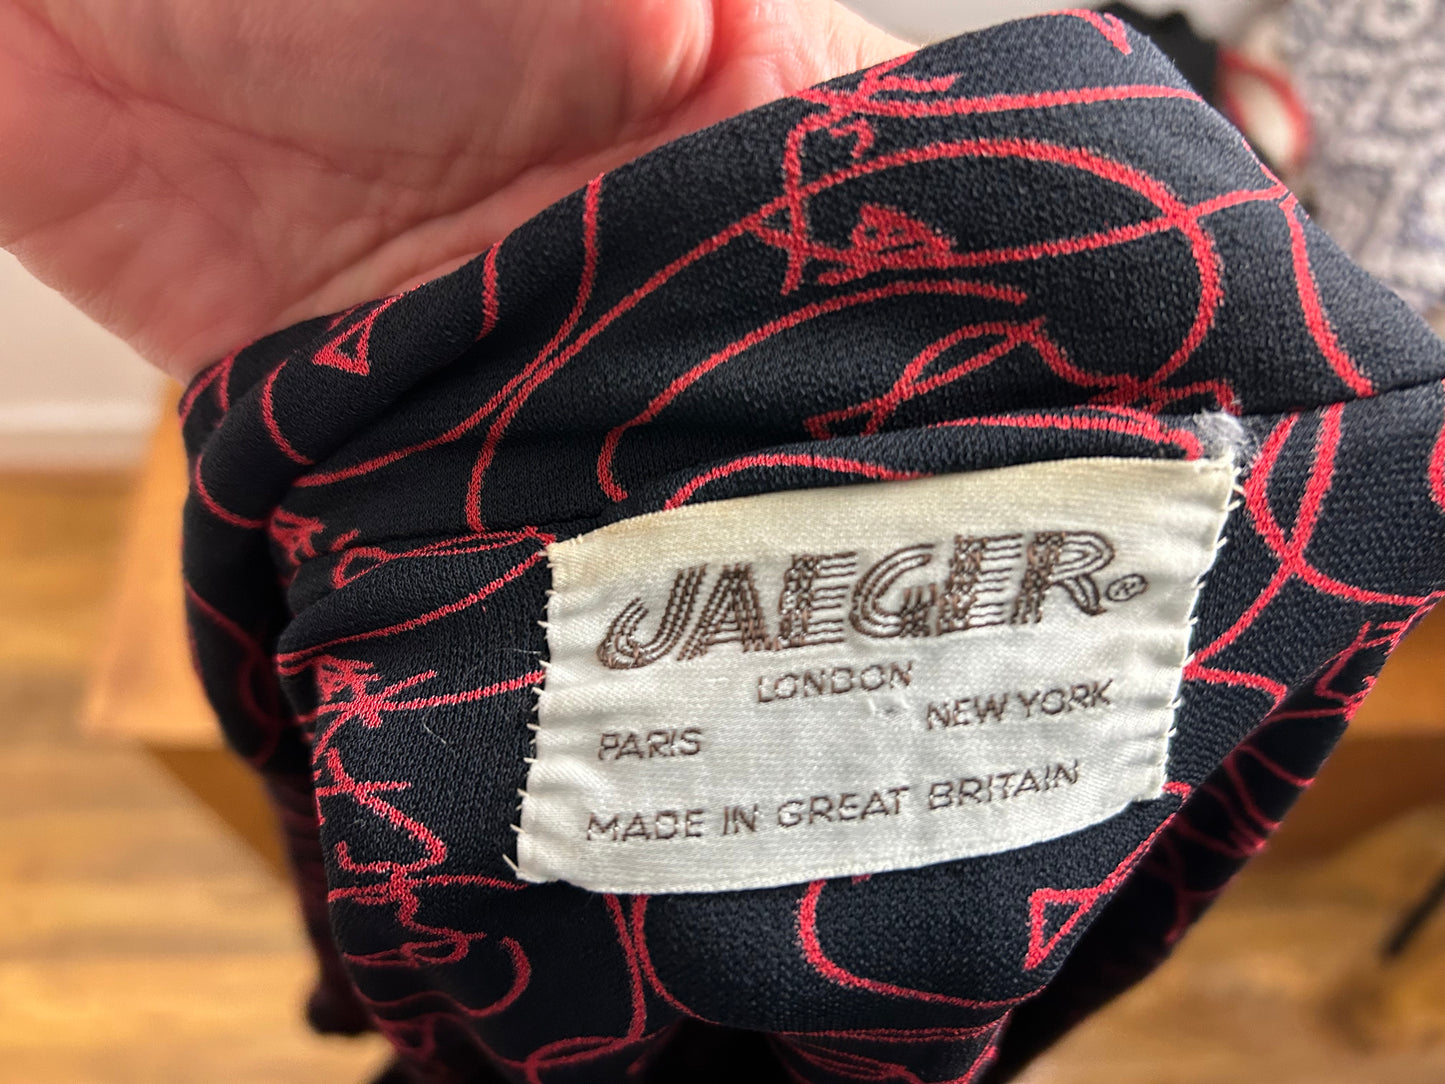 JAEGER®
LONDON
PARIS NEW YORK
MADE IN GREAT BRITAIN